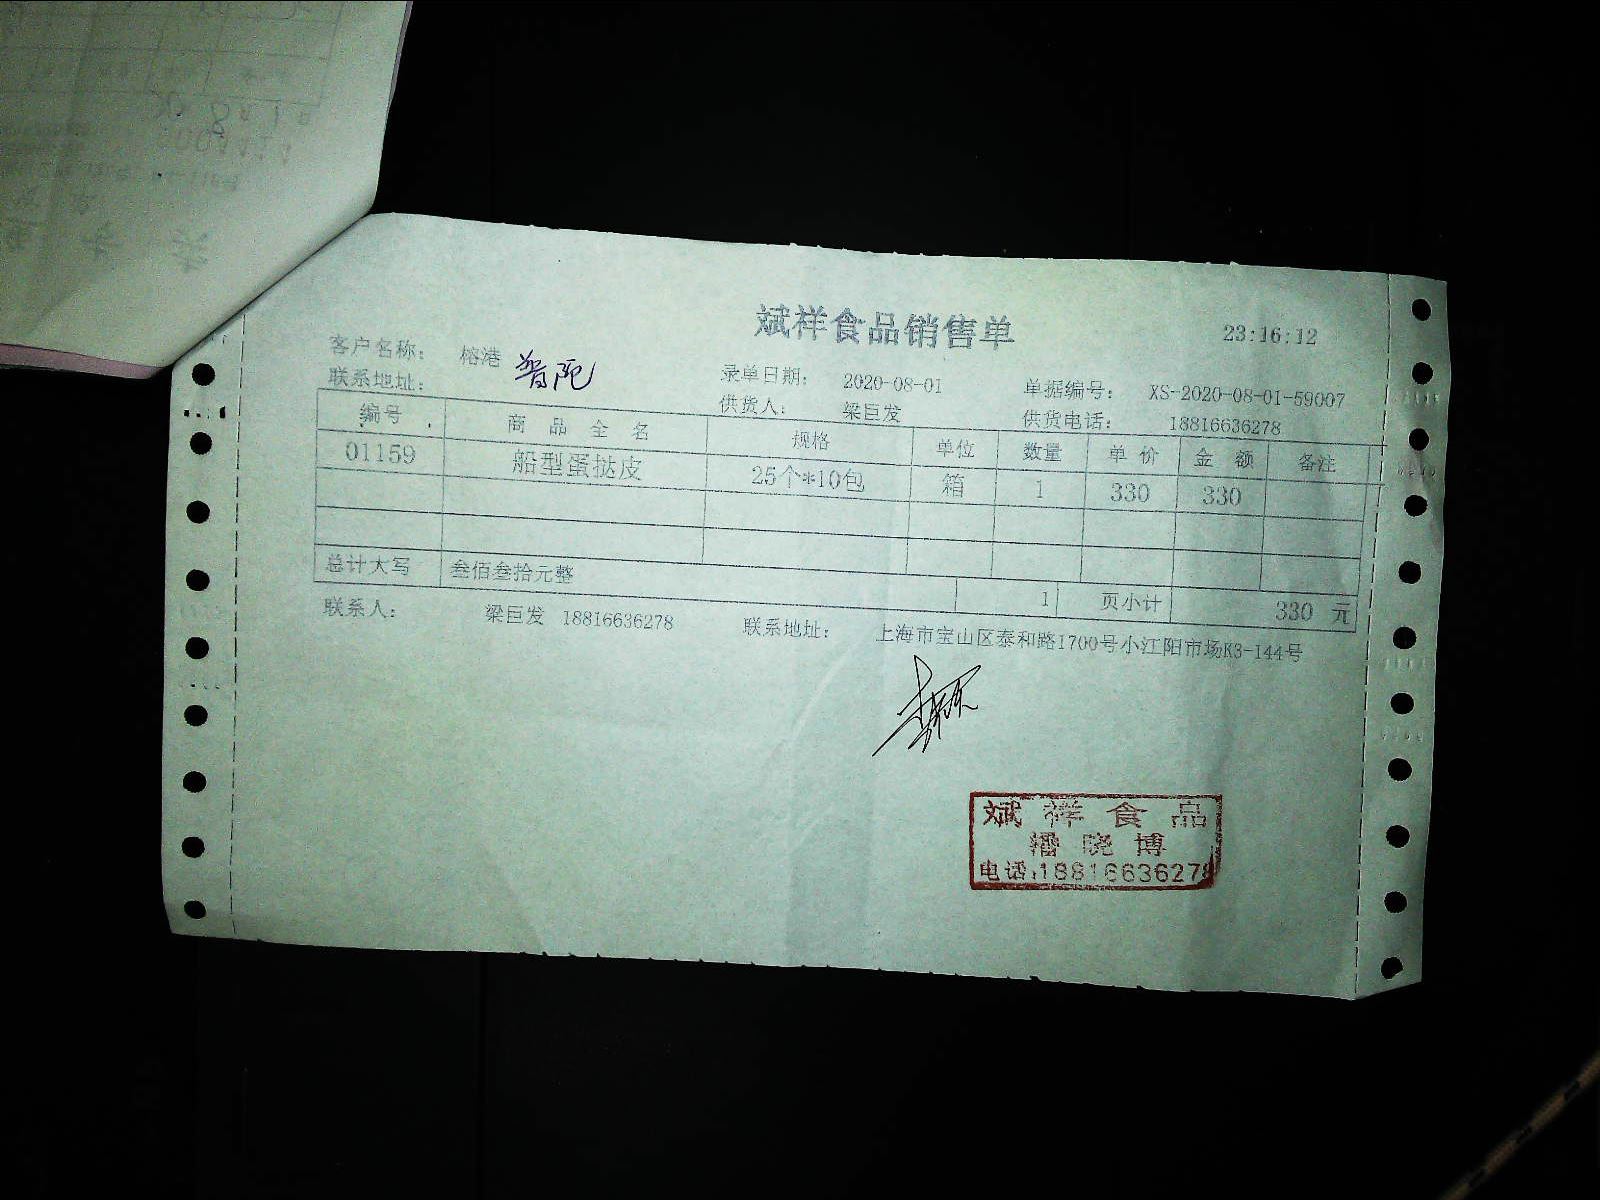 斌祥食品销售单
23:16:12
客户名称: 榕港 普陀 录单日期: 2020-08-01 单据编号: XS-2020-08-01-59007
联系地址: 供货人: 梁巨发 供货电话: 18816636278
编号 商品全名 规格 单位 数量 单价 金额 备注
01159 船型蛋挞皮 25个*10包 箱 1 330 330
总计大写 叁佰叁拾元整 1 页小计 330 元
联系人: 梁巨发 18816636278 联系地址: 上海市宝山区泰和路1700号小江阳市场K3-144号
斌祥食品
潘晓博
电话:18816636278